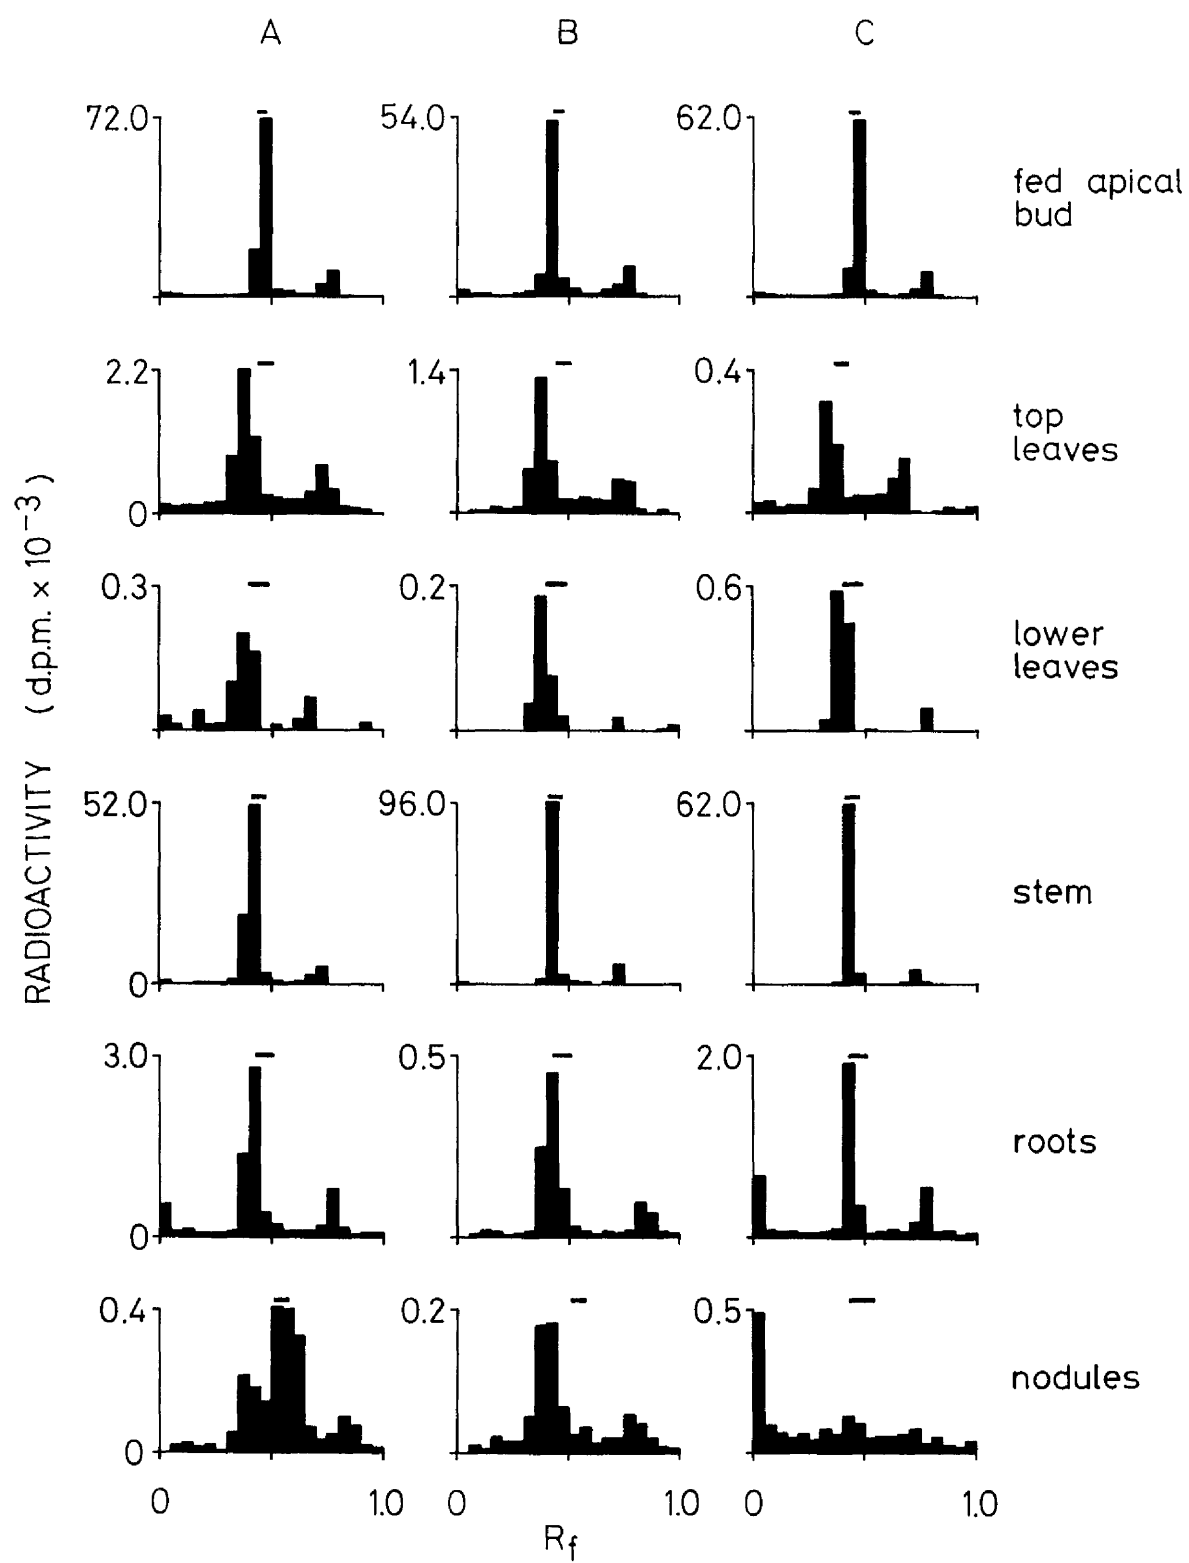 A B C
72.0 54.0 62.0
fed apical
bud
2.2 1.4 0.4
top
leaves
0
0.3 0.2 0.6
lower
leaves
RADIOACTIVITY (d.p.m. × 10⁻³)
52.0 96.0 62.0
stem
0
3.0 0.5 2.0
roots
0
0.4 0.2 0.5
nodules
0
0 1.0 0 1.0 0 1.0
Rf